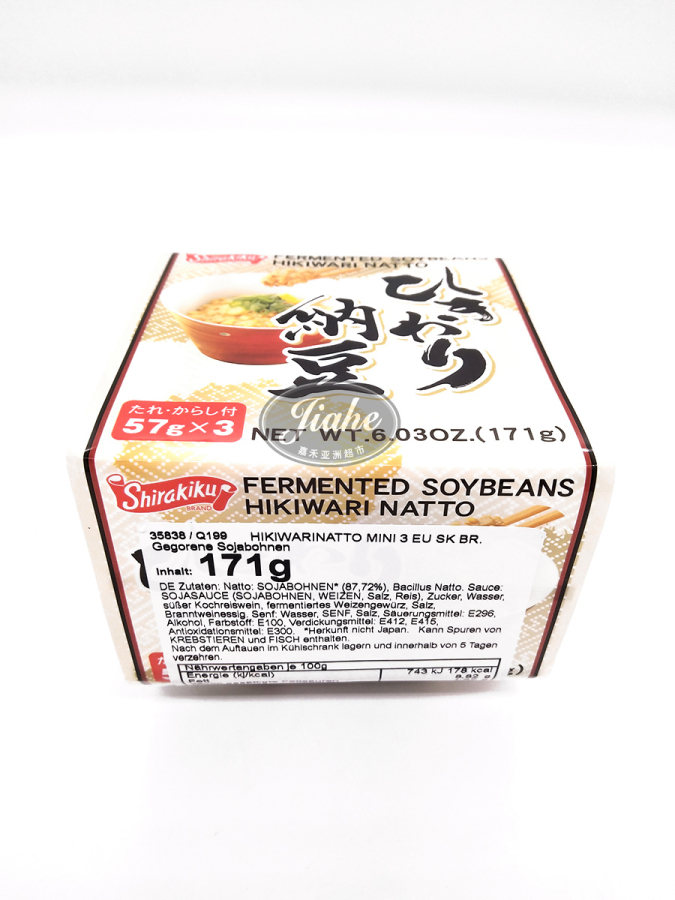 Shirakiku
FERMENTED SOYBEANS
HIKIWARI NATTO
ひきわり
納豆
たれ・からし付
57g×3
NET WT.6.03OZ.(171g)
Jiahe
嘉禾亚洲超市
Shirakiku
BRAND
FERMENTED SOYBEANS
HIKIWARI NATTO
35838 / Q199 HIKIWARINATTO MINI 3 EU SK BR.
Gegorene Sojabohnen
Inhalt: 171g
DE Zutaten: Natto: SOJABOHNEN* (87,72%), Bacillus Natto. Sauce:
SOJASAUCE (SOJABOHNEN, WEIZEN, Salz, Reis), Zucker, Wasser,
süßer Kochreiswein, fermentiertes Weizengewürz, Salz,
Branntweinessig, Senf: Wasser, SENF, Salz, Säuerungsmittel: E296,
Alkohol, Farbstoff: E100, Verdickungsmittel: E412, E415,
Antioxidationsmittel: E300. *Herkunft nicht Japan. Kann Spuren von
KREBSTIEREN und FISCH enthalten.
Nach dem Auftauen im Kühlschrank lagern und innerhalb von 5 Tagen
verzehren.
Nährwertangaben je 100g
Energie (kj/kcal) 743 kJ 178 kcal
Fett 8.82 g